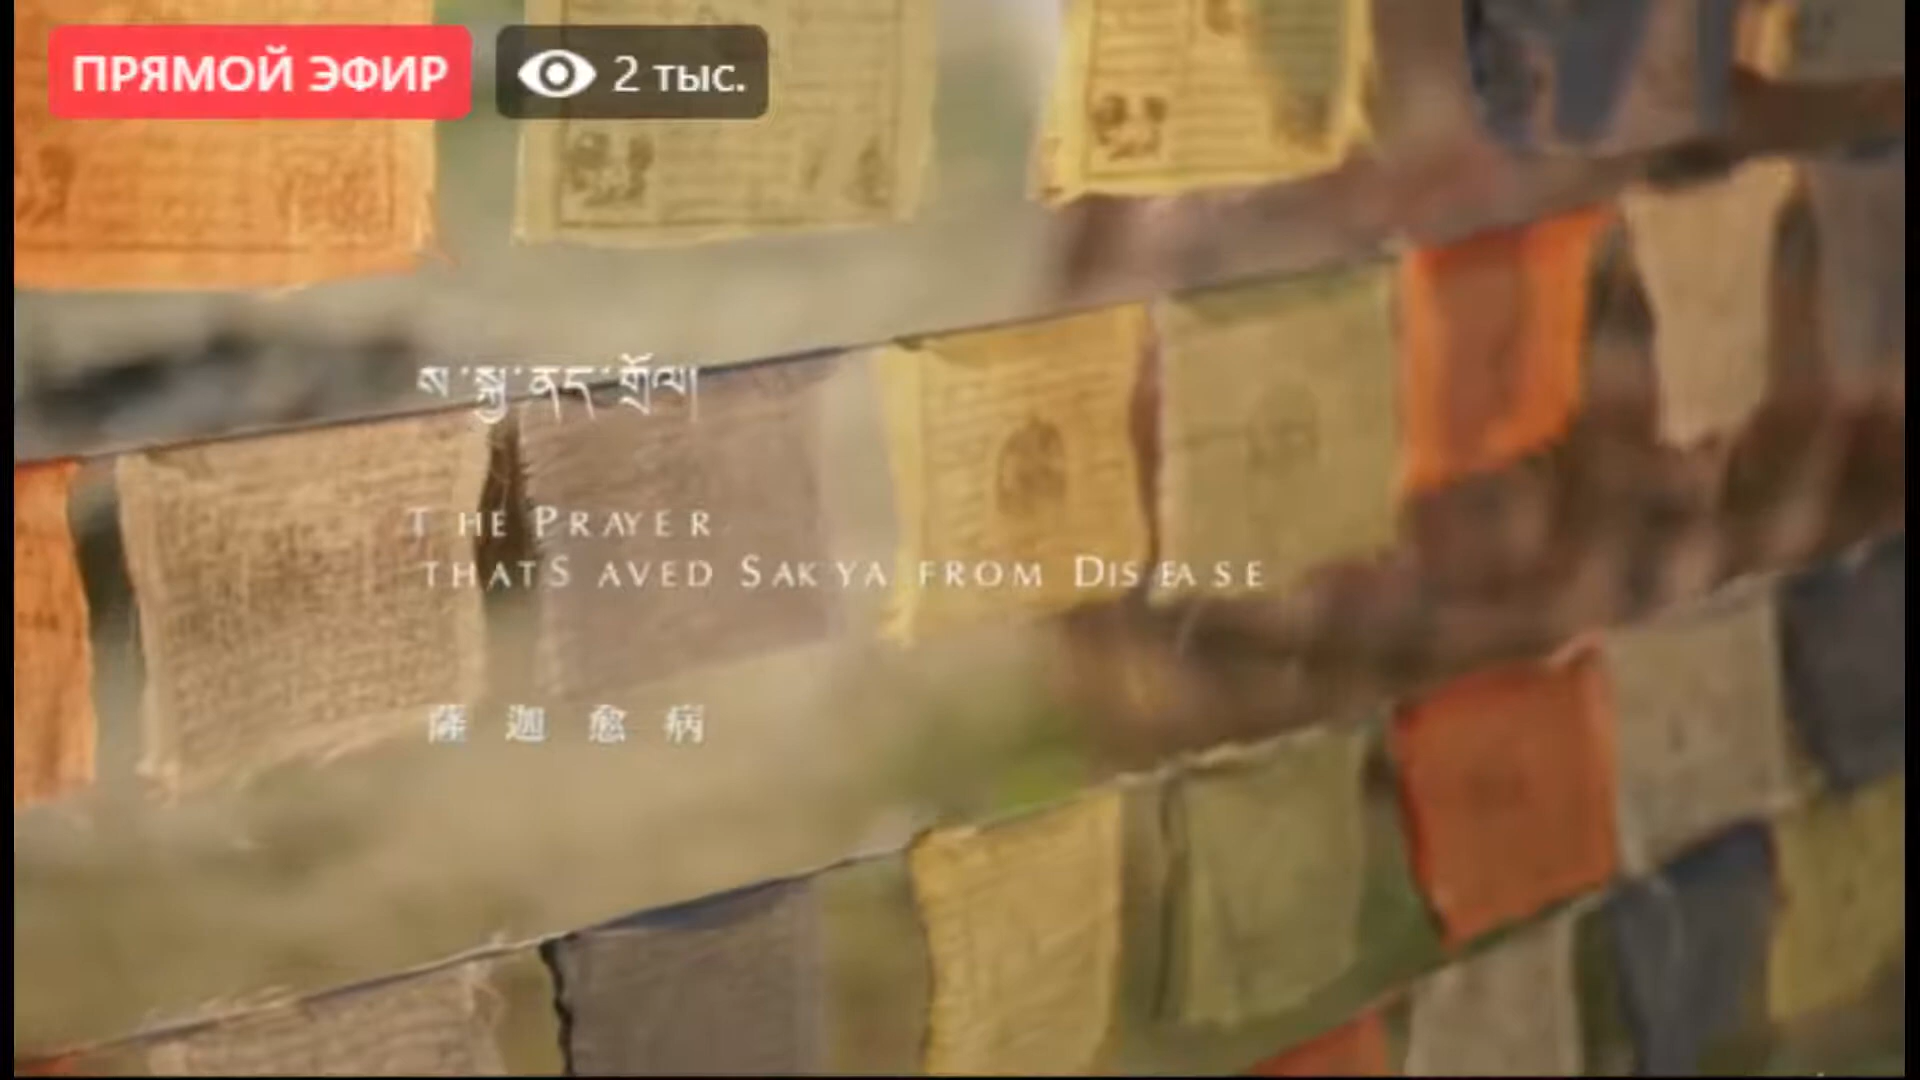 ПРЯМОЙ ЭФИР 2 тыс.
ས་སྐྱ་ནད་གྲོལ།
THE PRAYER
THAT SAVED SAKYA FROM DISEASE
薩迦愈病